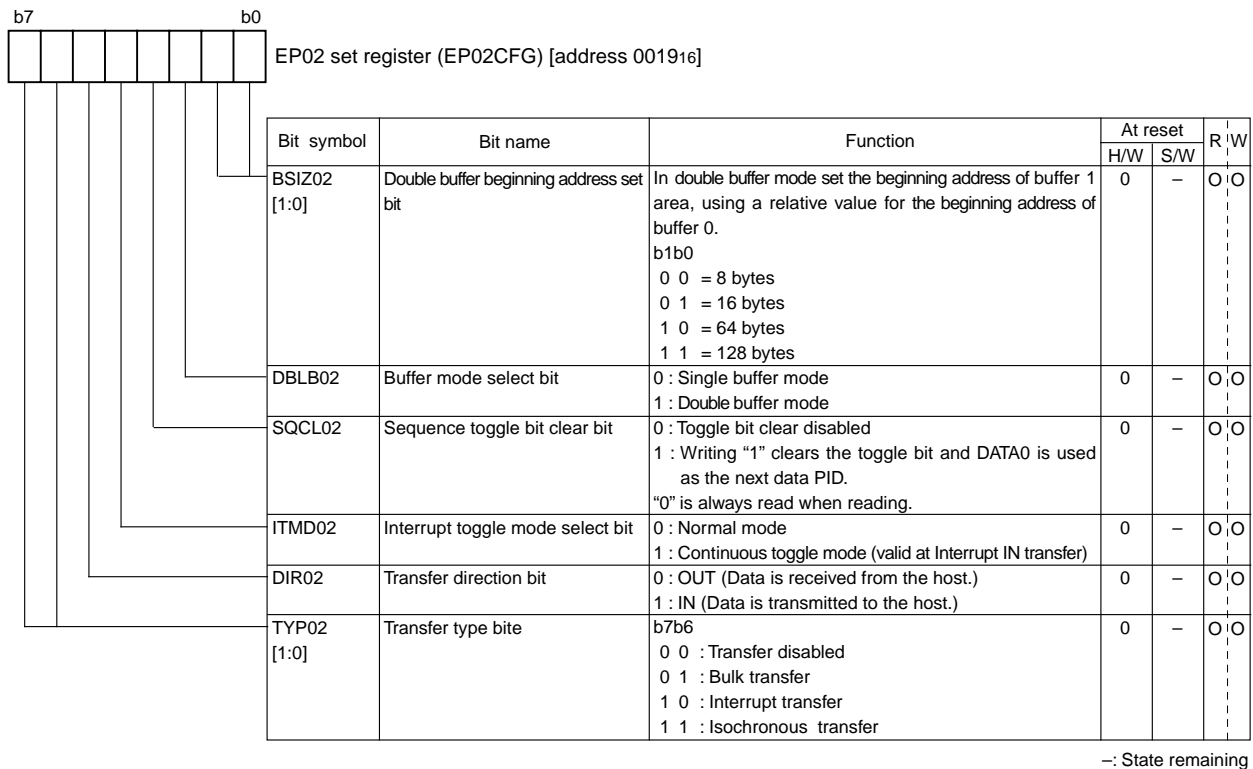 b7 b0
EP02 set register (EP02CFG) [address 001916]
Bit symbol Bit name Function At reset R W
H/W S/W
BSIZ02 Double buffer beginning address set In double buffer mode set the beginning address of buffer 1 0 – O O
[1:0] bit area, using a relative value for the beginning address of
buffer 0.
b1b0
0 0 = 8 bytes
0 1 = 16 bytes
1 0 = 64 bytes
1 1 = 128 bytes
DBLB02 Buffer mode select bit 0 : Single buffer mode 0 – O O
1 : Double buffer mode
SQCL02 Sequence toggle bit clear bit 0 : Toggle bit clear disabled 0 – O O
1 : Writing “1” clears the toggle bit and DATA0 is used
as the next data PID.
“0” is always read when reading.
ITMD02 Interrupt toggle mode select bit 0 : Normal mode 0 – O O
1 : Continuous toggle mode (valid at Interrupt IN transfer)
DIR02 Transfer direction bit 0 : OUT (Data is received from the host.) 0 – O O
1 : IN (Data is transmitted to the host.)
TYP02 Transfer type bite b7b6 0 – O O
[1:0] 0 0 : Transfer disabled
0 1 : Bulk transfer
1 0 : Interrupt transfer
1 1 : Isochronous transfer
–: State remaining